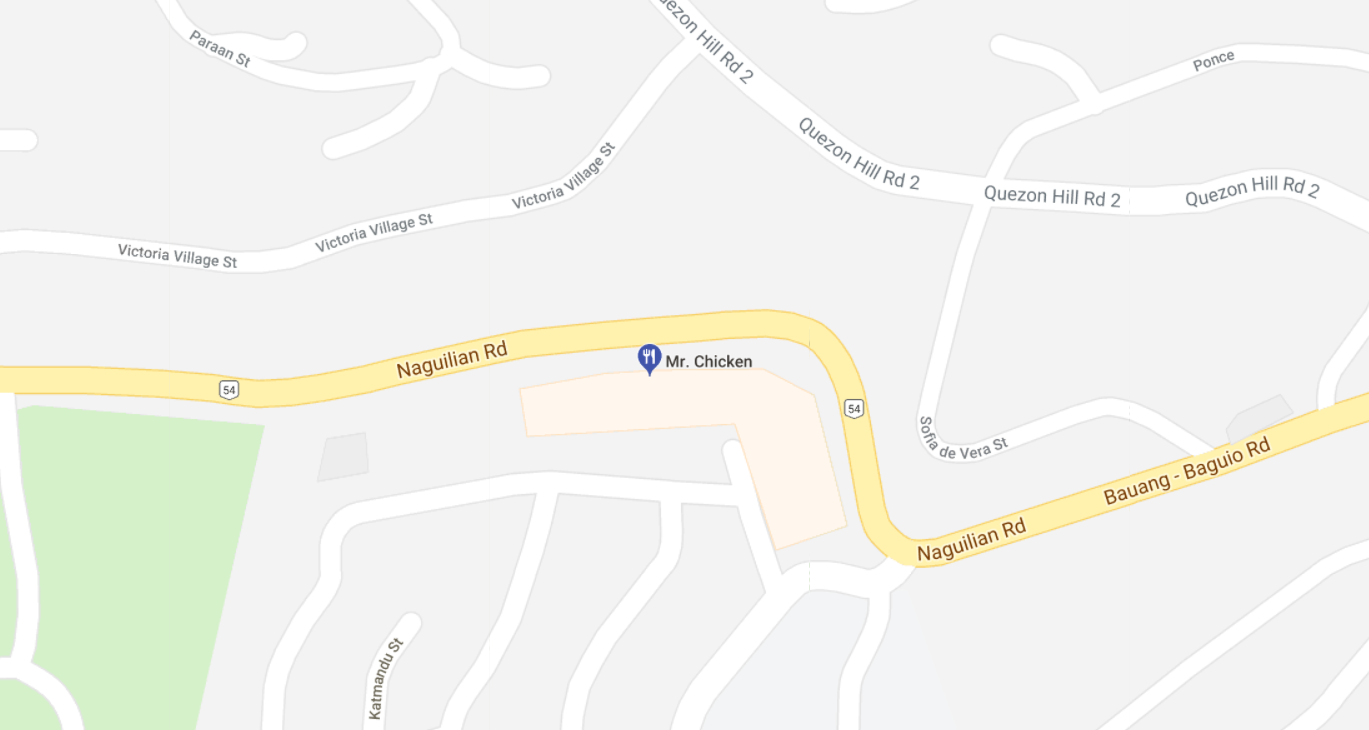 Quezon Hill Rd 2
Paraan St
Ponce
Quezon Hill Rd 2
Victoria Village St
Quezon Hill Rd 2
Quezon Hill Rd 2
Victoria Village St
Victoria Village St
Naguilian Rd
Mr. Chicken
54
54
Sofia de Vera St
Bauang - Baguio Rd
Naguilian Rd
Katmandu St